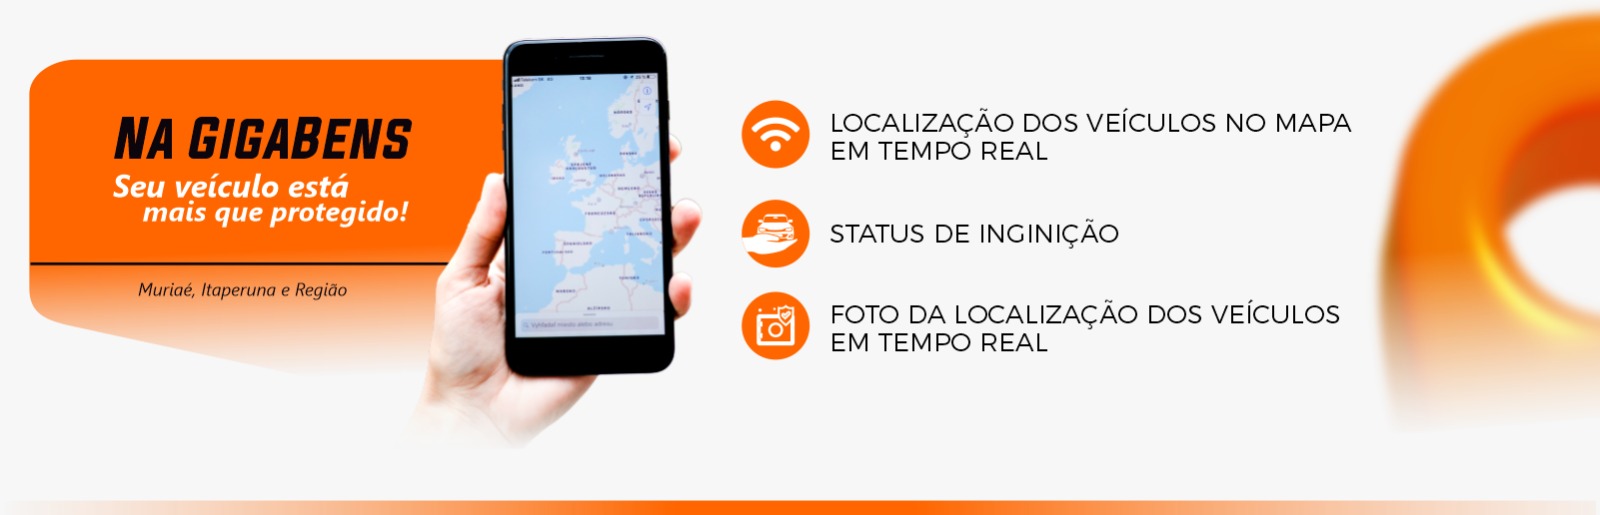 NA GIGABENS
Seu veículo está
mais que protegido!
Muriaé, Itaperuna e Região
LOCALIZAÇÃO DOS VEÍCULOS NO MAPA
EM TEMPO REAL
STATUS DE INGINIÇÃO
FOTO DA LOCALIZAÇÃO DOS VEÍCULOS
EM TEMPO REAL